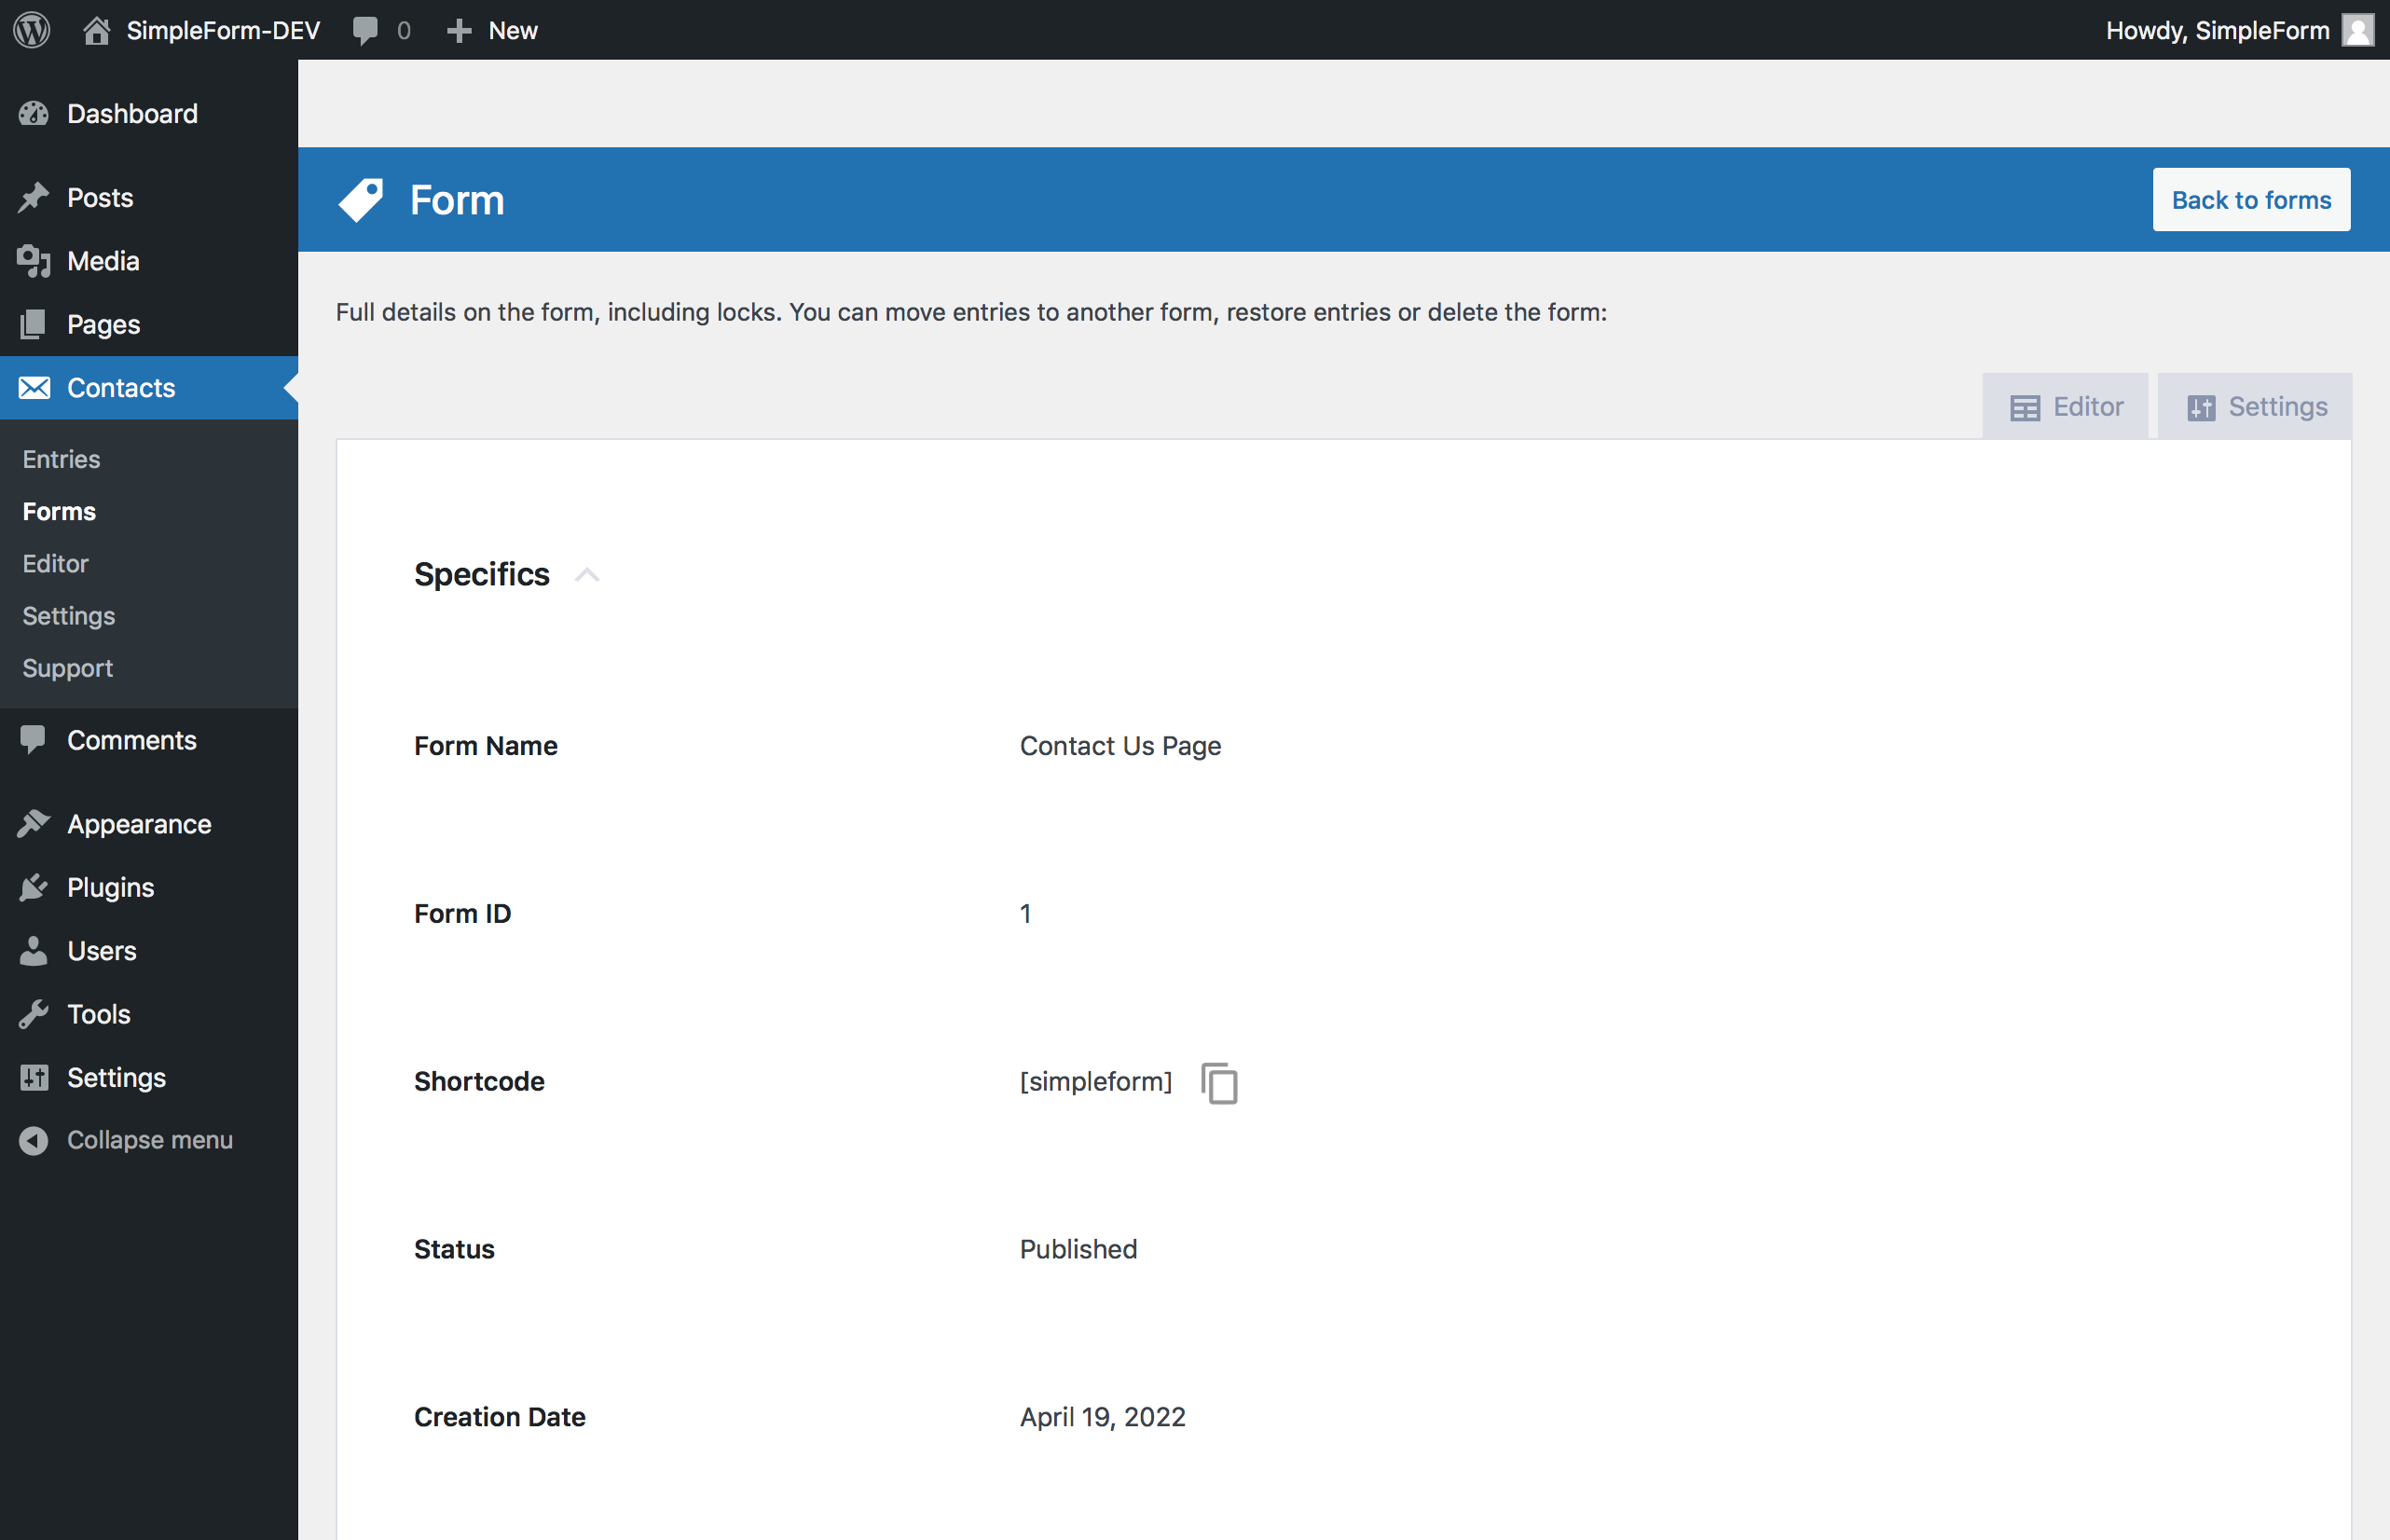 SimpleForm-DEV 0 New Howdy, SimpleForm
Dashboard
Posts
Media
Pages
Contacts
Entries
Forms
Editor
Settings
Support
Comments
Appearance
Plugins
Users
Tools
Settings
Collapse menu
Form Back to forms
Full details on the form, including locks. You can move entries to another form, restore entries or delete the form:
Editor Settings
Specifics
Form Name Contact Us Page
Form ID 1
Shortcode [simpleform]
Status Published
Creation Date April 19, 2022